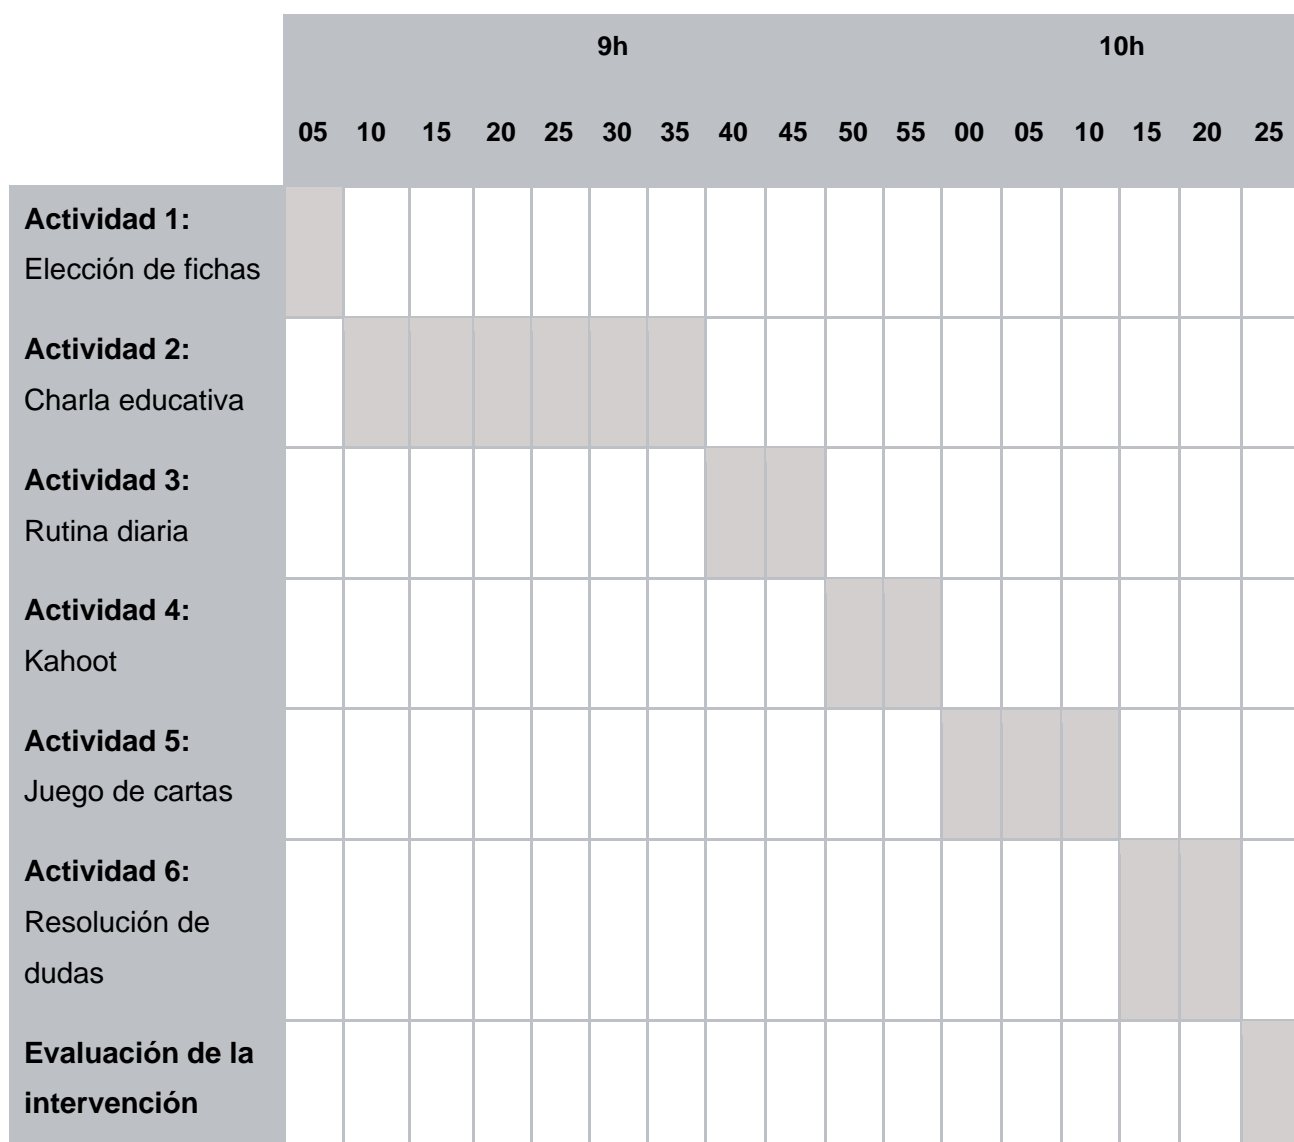 9h 10h
05 10 15 20 25 30 35 40 45 50 55 00 05 10 15 20 25
Actividad 1:
Elección de fichas
Actividad 2:
Charla educativa
Actividad 3:
Rutina diaria
Actividad 4:
Kahoot
Actividad 5:
Juego de cartas
Actividad 6:
Resolución de
dudas
Evaluación de la
intervención